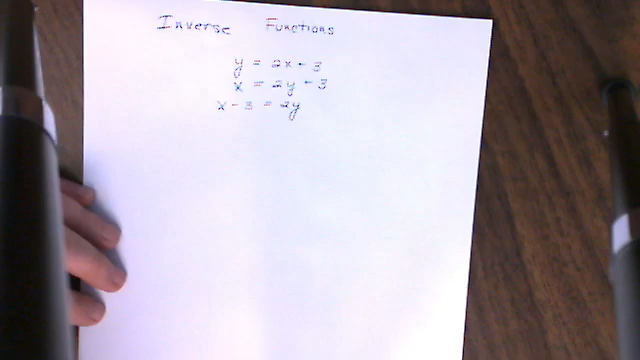 Inverse Functions
y = 2x - 3
x = 2y - 3
x - 3 = 2y